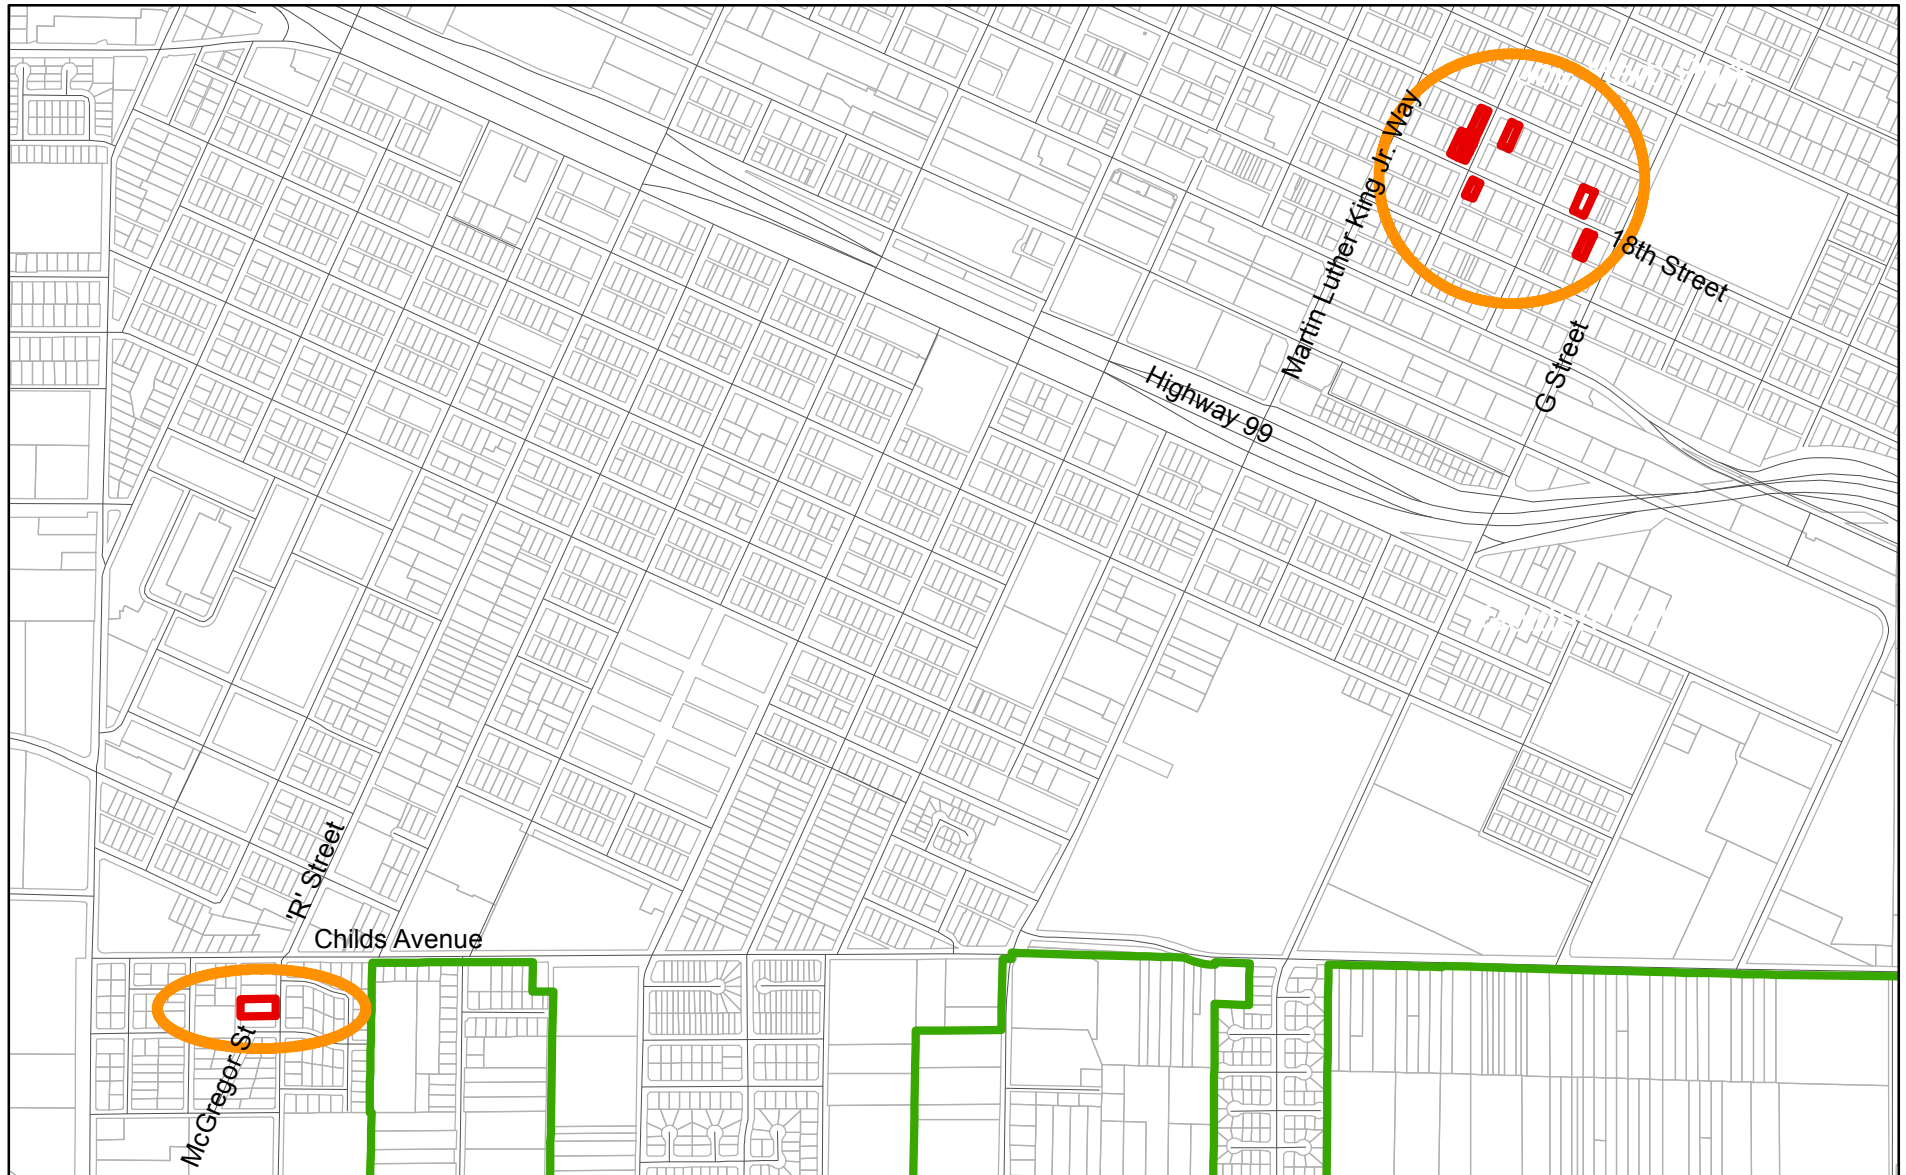 Martin Luther King Jr. Way
18th Street
G Street
Highway 99
'R' Street
Childs Avenue
McGregor St